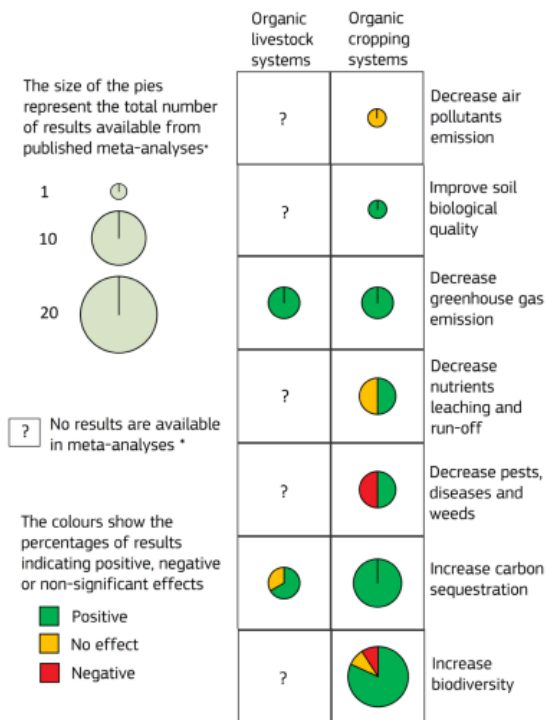 Organic
livestock
systems
Organic
cropping
systems
The size of the pies
represent the total number
of results available from
published meta-analyses*
1
10
20
?
No results are available
in meta-analyses *
The colours show the
percentages of results
indicating positive, negative
or non-significant effects
Positive
No effect
Negative
?
Decrease air
pollutants
emission
?
Improve soil
biological
quality
Decrease
greenhouse gas
emission
?
Decrease
nutrients
leaching and
run-off
?
Decrease pests,
diseases and
weeds
Increase carbon
sequestration
?
Increase
biodiversity